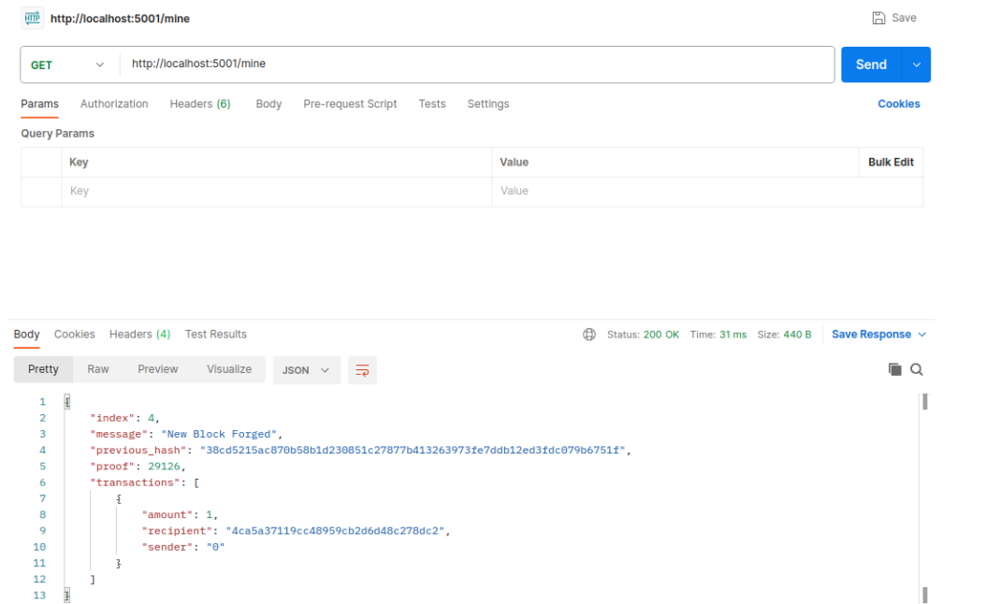 HTTP http://localhost:5001/mine Save
GET http://localhost:5001/mine Send
Params Authorization Headers (6) Body Pre-request Script Tests Settings Cookies
Query Params
Key Value Bulk Edit
Key Value
Body Cookies Headers (4) Test Results Status: 200 OK Time: 31 ms Size: 440 B Save Response
Pretty Raw Preview Visualize JSON
1 {
2 "index": 4,
3 "message": "New Block Forged",
4 "previous_hash": "38cd5215ac870b58b1d230851c27877b413263973fe7ddb12ed3fdc079b6751f",
5 "proof": 29126,
6 "transactions": [
7 {
8 "amount": 1,
9 "recipient": "4ca5a37119cc48959cb2d6d48c278dc2",
10 "sender": "0"
11 }
12 ]
13 }